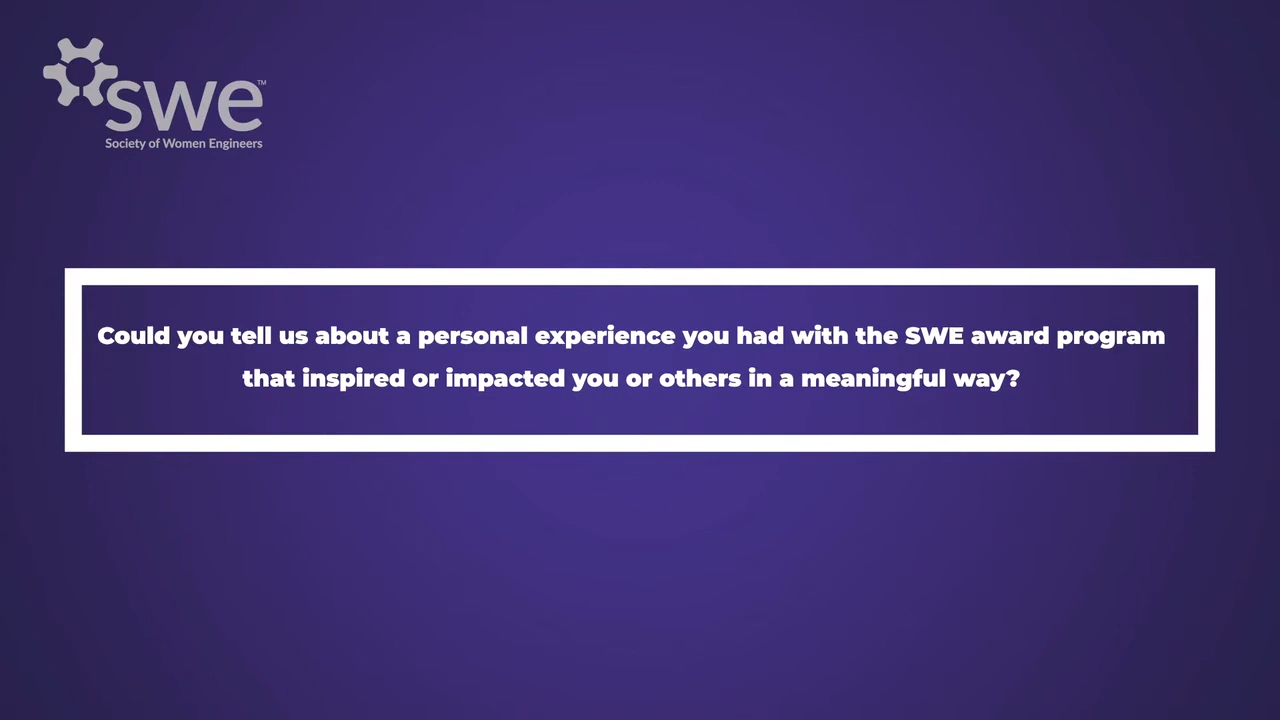 swe™
Society of Women Engineers
Could you tell us about a personal experience you had with the SWE award program
that inspired or impacted you or others in a meaningful way?